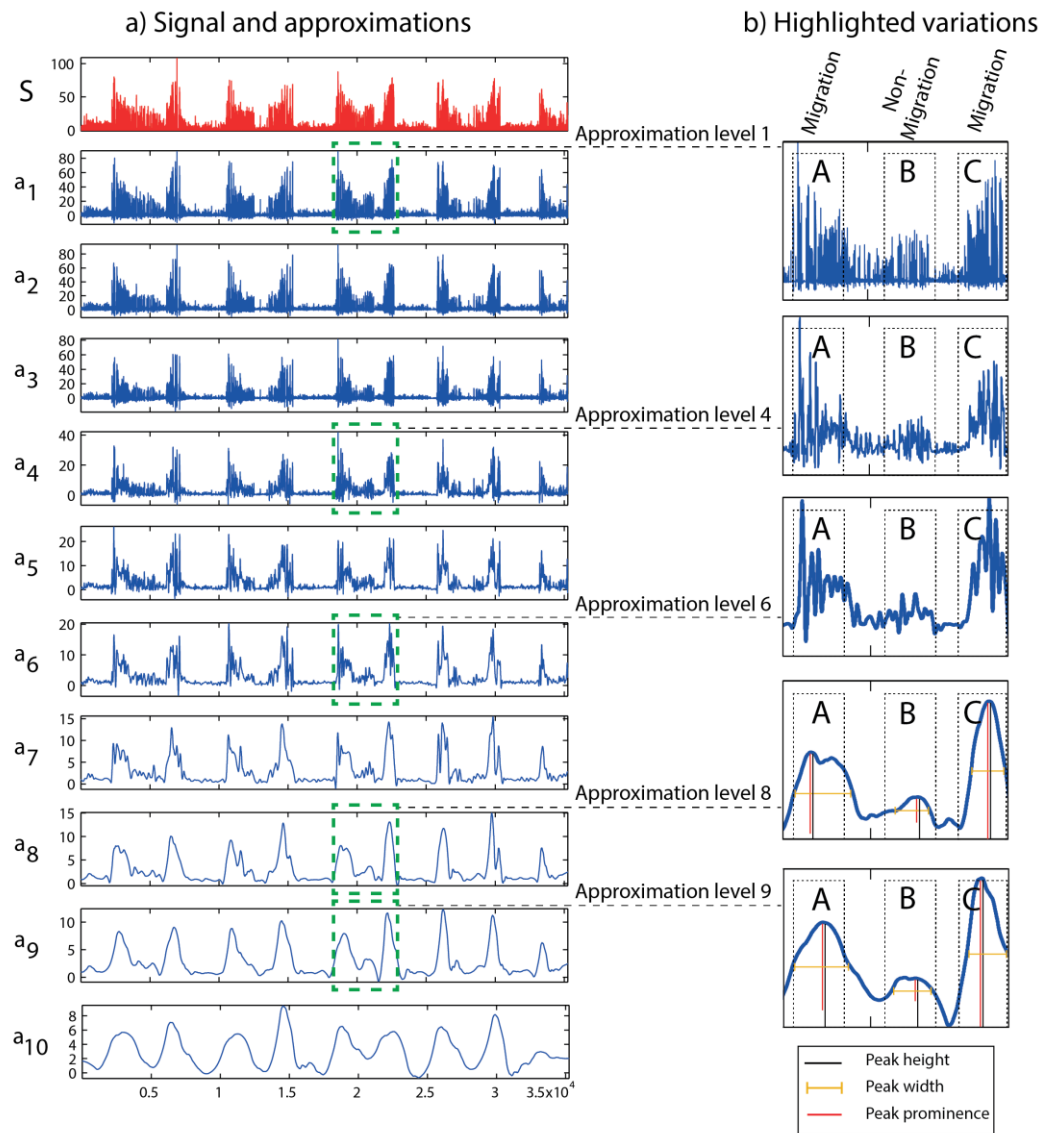 a) Signal and approximations
b) Highlighted variations
Migration
Non-
Migration
Migration
S
100
50
0
Approximation level 1
a1
80
60
40
20
0
A
B
C
a2
80
60
40
20
0
a3
80
60
40
20
0
A
B
C
Approximation level 4
a4
40
20
0
a5
20
10
0
A
B
C
Approximation level 6
a6
20
10
0
a7
15
10
5
0
A
B
C
Approximation level 8
a8
15
10
5
0
Approximation level 9
a9
10
5
0
A
B
C
a10
8
6
4
2
0
0.5
1
1.5
2
2.5
3
3.5x10^4
Peak height
Peak width
Peak prominence